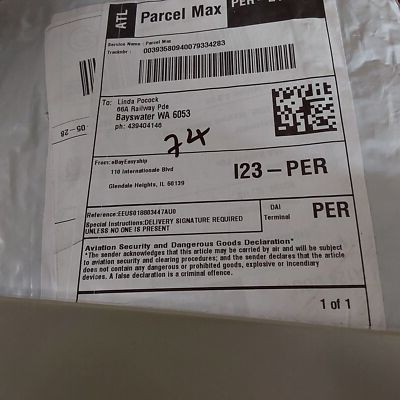 ATL
Parcel Max
PER-
Service Name : Parcel Max
Tracknbr :
00393580940079334283
To:
Linda Pocock
66A Railway Pde
Bayswater WA 6053
ph: 439404146
74
From: eBayEasyship
110 Internationale Blvd
Glendale Heights, IL 60139
I23-PER
Reference:EEUS018803447AU0
Special instructions:DELIVERY SIGNATURE REQUIRED
UNLESS NO ONE IS PRESENT
DAI
Terminal
PER
Aviation Security and Dangerous Goods Declaration*
*The sender acknowledges that this article may be carried by air and will be subject
to aviation security and clearing procedures; and the sender declares that the article
does not contain any dangerous or prohibited goods, explosive or incendiary
devices. A false declaration is a criminal offence.
1 of 1
05-28